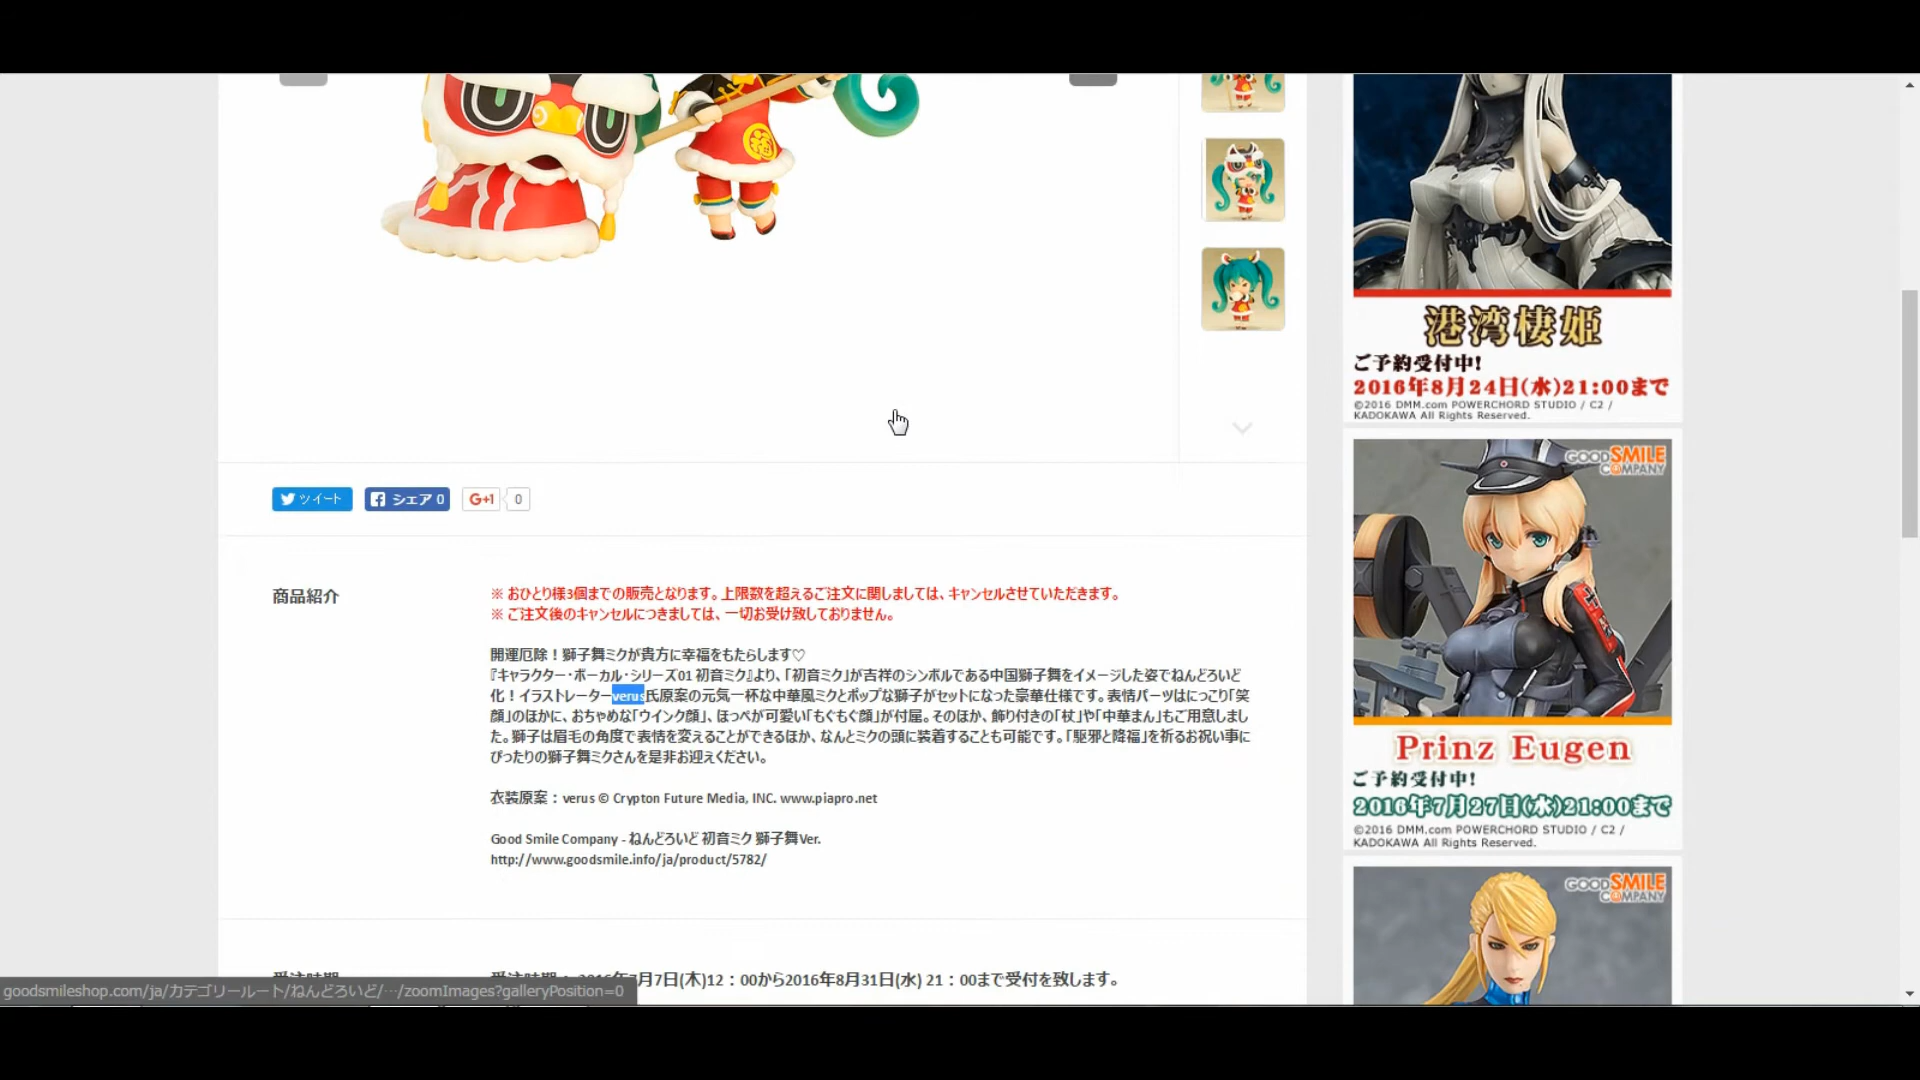 福
港湾棲姫
ご予約受付中!
2016年8月24日(水)21:00まで
©2016 DMM.com POWERCHORD STUDIO / C2 /
KADOKAWA All Rights Reserved.
ツイート
シェア 0
G+1
0
商品紹介
※ おひとり様3個までの販売となります。上限数を超えるご注文に関しましては、キャンセルさせていただきます。
※ ご注文後のキャンセルにつきましては、一切お受け致しておりません。
開運厄除！獅子舞ミクが貴方に幸福をもたらします♡
『キャラクター・ボーカル・シリーズ01 初音ミク』より、「初音ミク」が吉祥のシンボルである中国獅子舞をイメージした姿でねんどろいど
化！イラストレーターverus氏原案の元気一杯な中華風ミクとポップな獅子がセットになった豪華仕様です。表情パーツはにっこり「笑
顔」のほかに、おちゃめな「ウインク顔」、ほっぺが可愛い「もぐもぐ顔」が付属。そのほか、飾り付きの「杖」や「中華まん」もご用意しまし
た。獅子は眉毛の角度で表情を変えることができるほか、なんとミクの頭に装着することも可能です。「駆邪と降福」を祈るお祝い事に
ぴったりの獅子舞ミクさんを是非お迎えください。
衣装原案：verus © Crypton Future Media, INC. www.piapro.net
Good Smile Company - ねんどろいど 初音ミク 獅子舞Ver.
http://www.goodsmile.info/ja/product/5782/
GOOD SMILE
COMPANY
Prinz Eugen
ご予約受付中!
2016年7月27日(水)21:00まで
©2016 DMM.com POWERCHORD STUDIO / C2 /
KADOKAWA All Rights Reserved.
GOOD SMILE
COMPANY
受注時期
受注時期： 2016年7月7日(木)12：00から2016年8月31日(水) 21：00まで受付を致します。
goodsmileshop.com/ja/カテゴリールート/ねんどろいど/…/zoomImages?galleryPosition=0